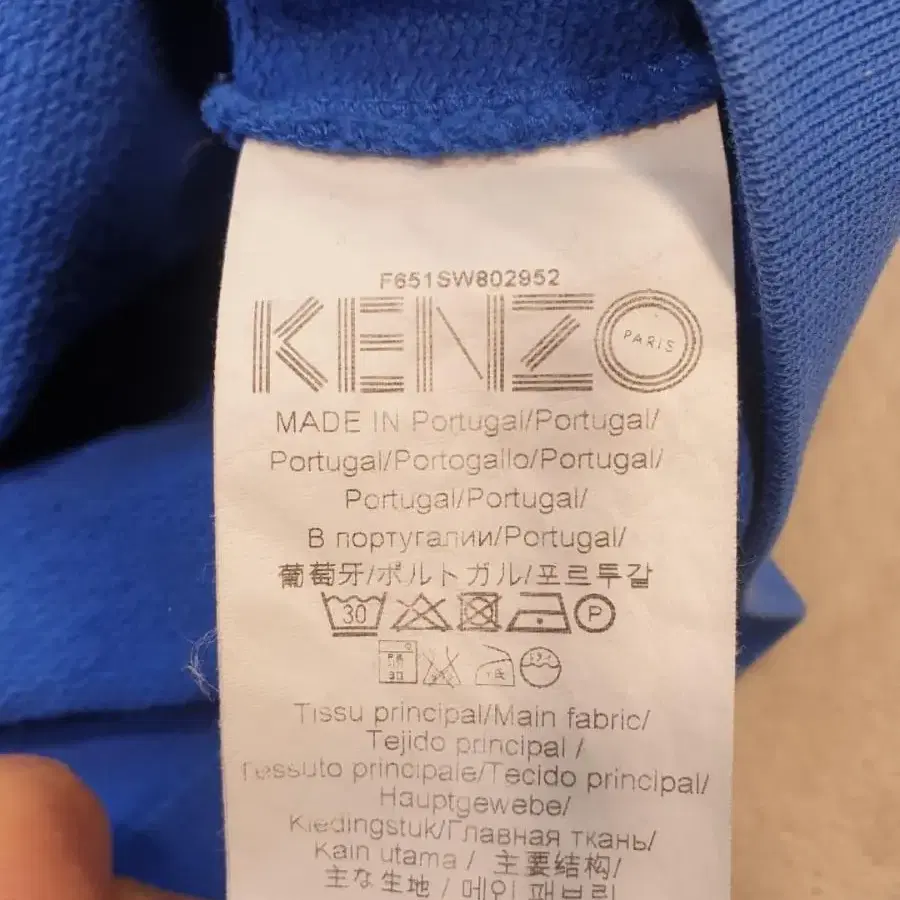 F651SW802952
KENZO
PARIS
MADE IN Portugal/Portugal/
Portugal/Portogallo/Portugal/
Portugal/Portugal/
В португалии/Portugal/
葡萄牙/ポルトガル/포르투갈
30 P
Tissu principal/Main fabric/
Tejido principal /
Tessuto principale/Tecido principal/
Hauptgewebe/
Kledingstuk/Главная ткань/
Kain utama / 主要结构/
主な生地 / 메인 패브릭